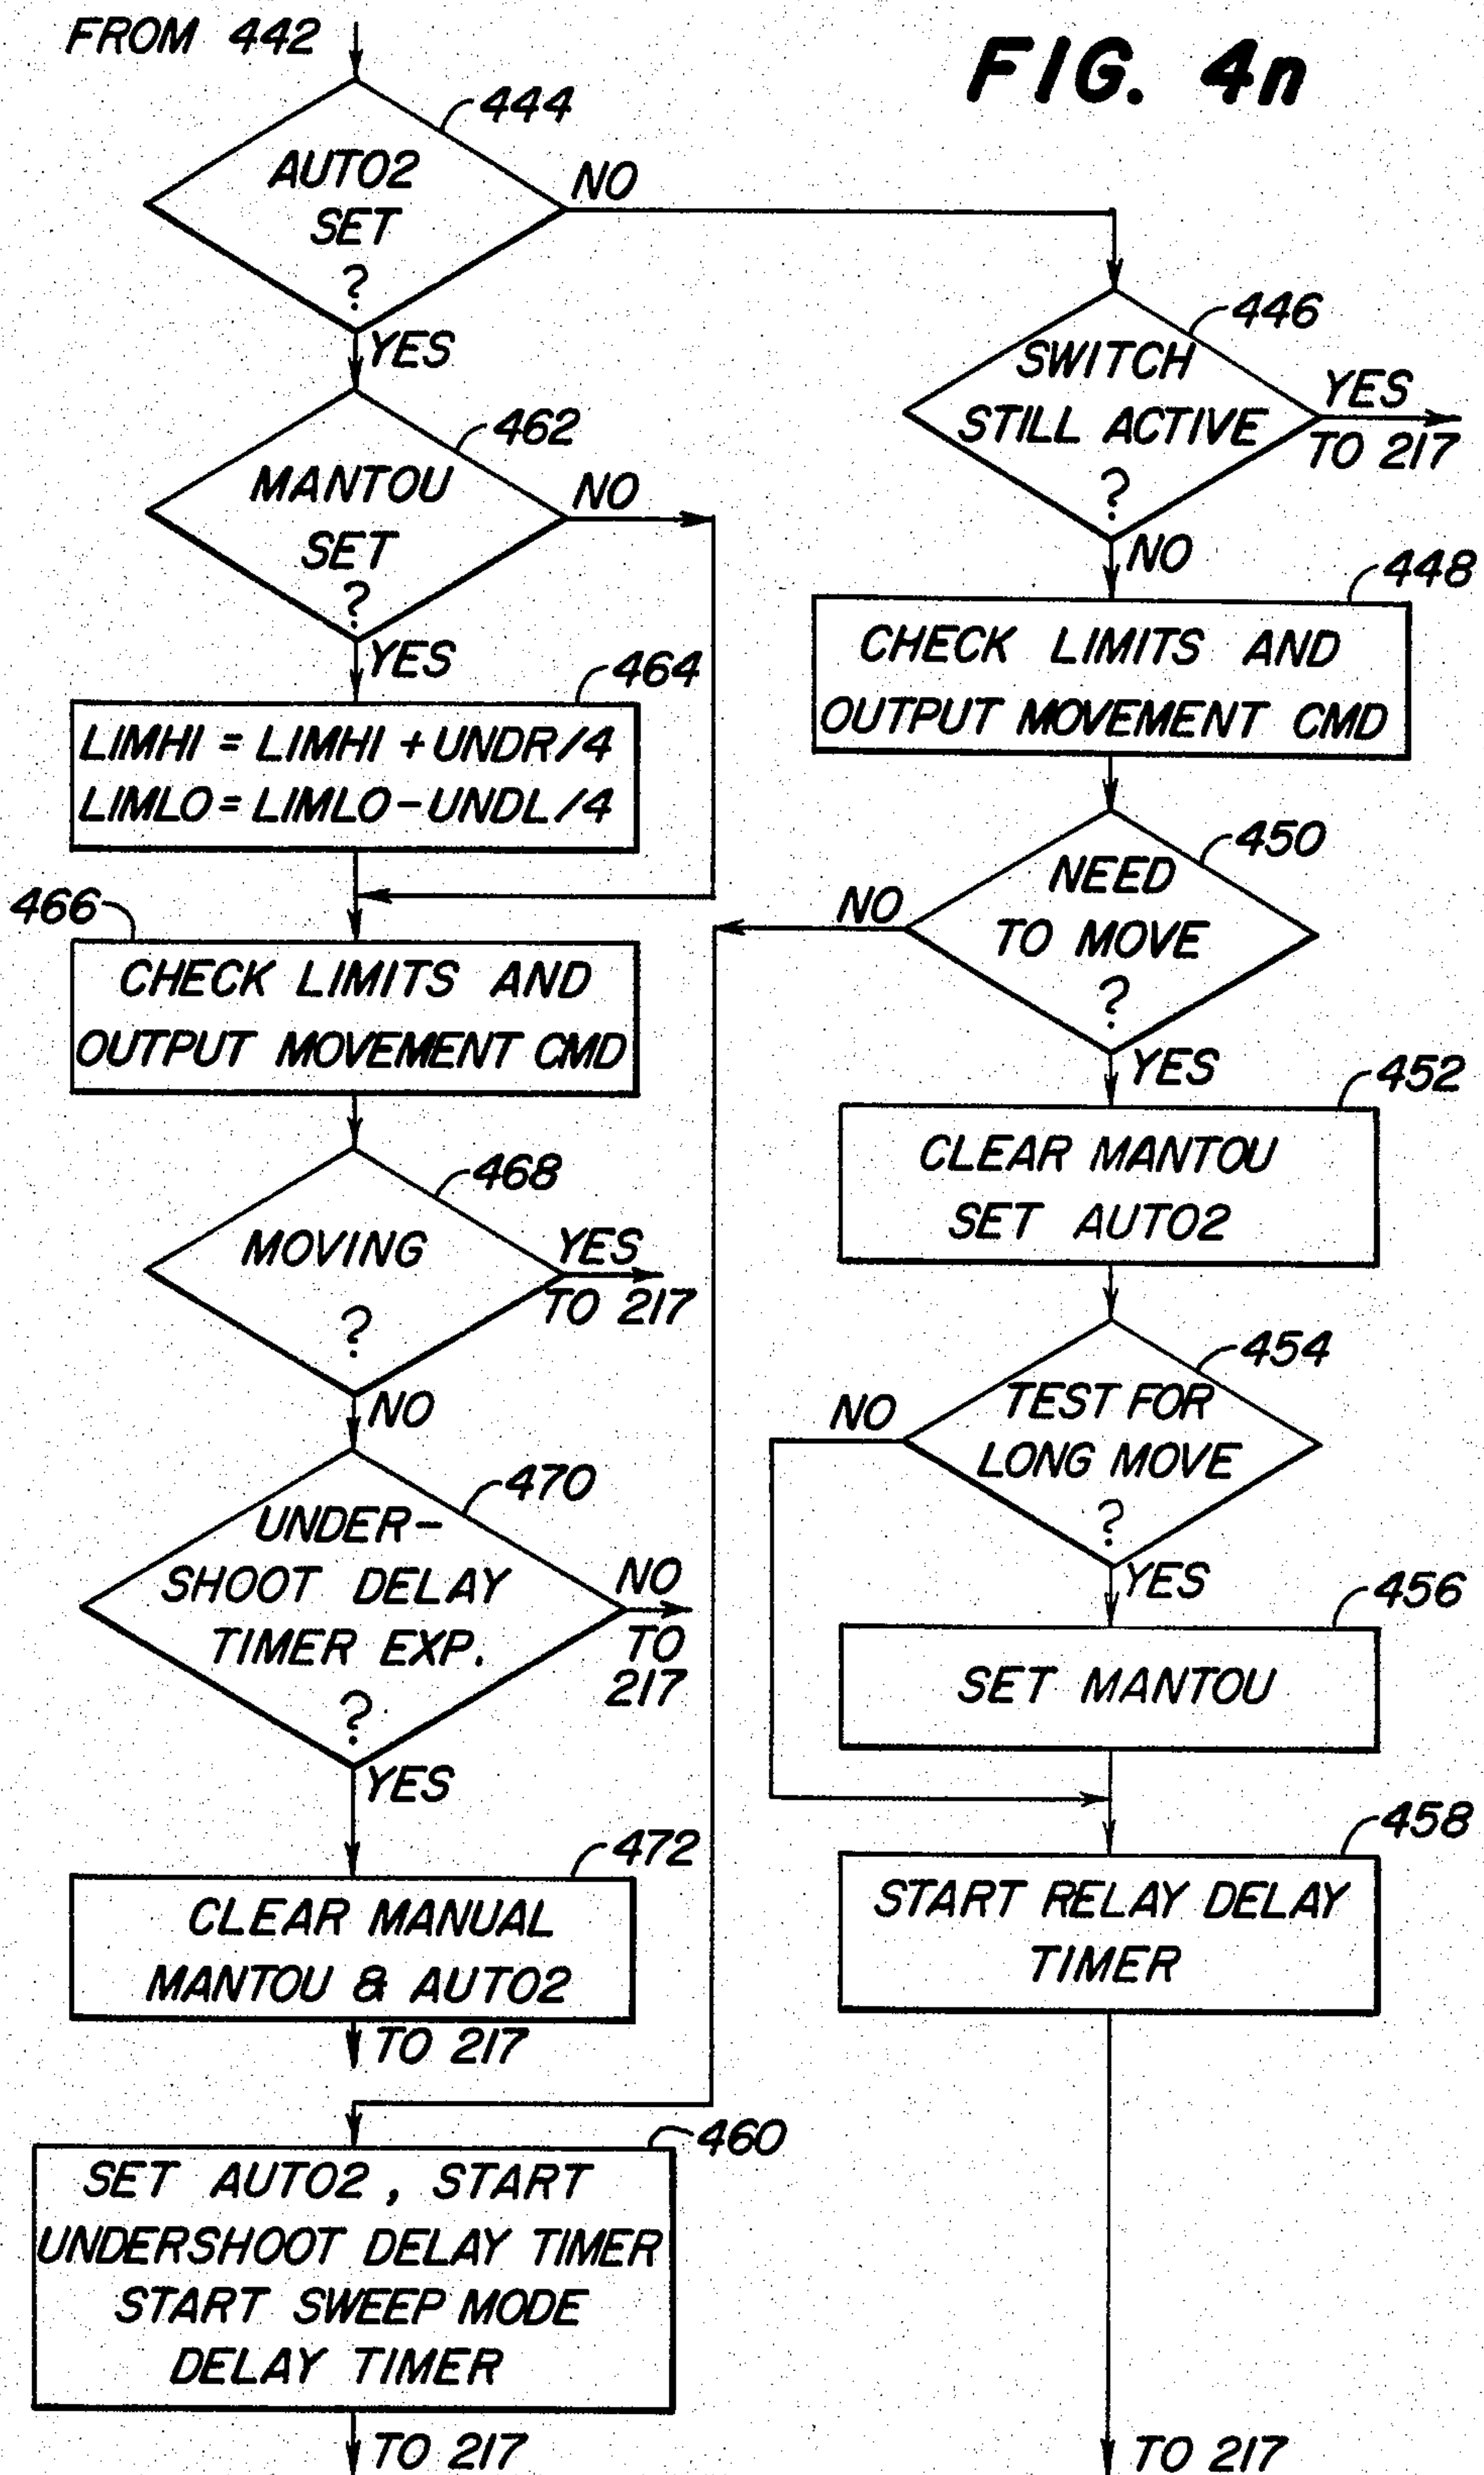 FROM 442
FIG. 4n
444
AUTO2
SET
?
NO
YES
446
SWITCH
STILL ACTIVE
?
YES
TO 217
NO
462
MANTOU
SET
?
NO
YES
448
CHECK LIMITS AND
OUTPUT MOVEMENT CMD
464
LIMHI = LIMHI + UNDR/4
LIMLO = LIMLO - UNDL/4
450
NEED
TO MOVE
?
NO
YES
466
CHECK LIMITS AND
OUTPUT MOVEMENT CMD
452
CLEAR MANTOU
SET AUTO2
468
MOVING
?
YES
TO 217
NO
454
TEST FOR
LONG MOVE
?
NO
YES
470
UNDER-
SHOOT DELAY
TIMER EXP.
?
NO
TO
217
YES
456
SET MANTOU
458
START RELAY DELAY
TIMER
472
CLEAR MANUAL
MANTOU & AUTO2
TO 217
460
SET AUTO2, START
UNDERSHOOT DELAY TIMER
START SWEEP MODE
DELAY TIMER
TO 217
TO 217